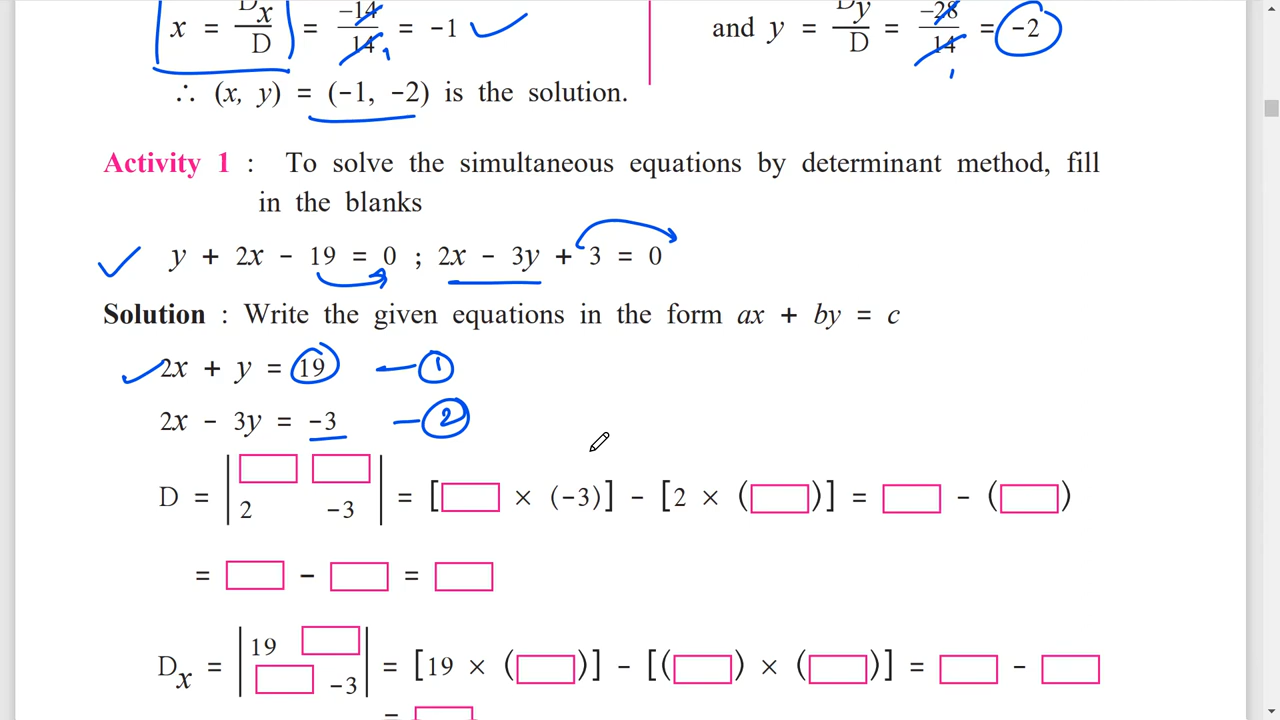 x = Dx/D = -14/14 1 = -1
and y = Dy/D = -28/14 1 = -2
∴ (x, y) = (-1, -2) is the solution.
Activity 1 : To solve the simultaneous equations by determinant method, fill
in the blanks
y + 2x - 19 = 0 ; 2x - 3y + 3 = 0
Solution : Write the given equations in the form ax + by = c
2x + y = 19 - 1
2x - 3y = -3 - 2
D = | □ □ |
| 2 -3 | = [□ × (-3)] - [2 × (□)] = □ - (□)
= □ - □ = □
Dx = | 19 □ |
| □ -3 | = [19 × (□)] - [(□) × (□)] = □ - □
= □